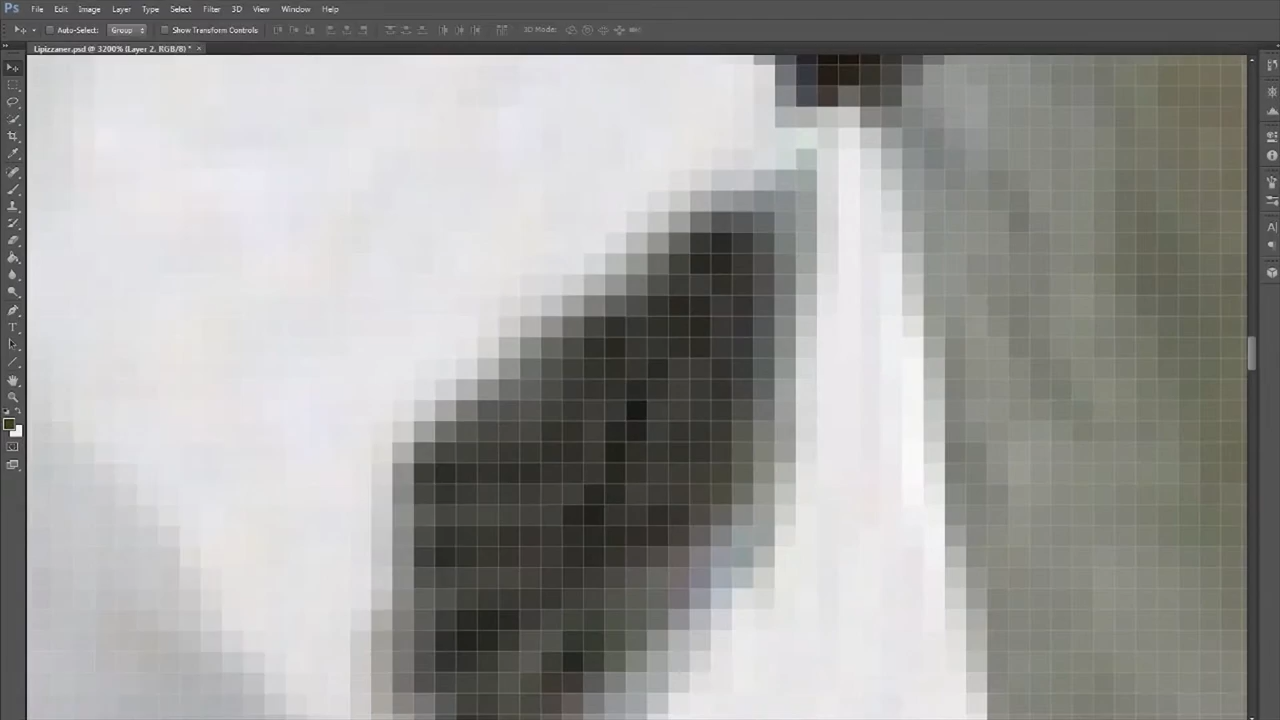 Ps File Edit Image Layer Type Select Filter 3D View Window Help
Auto-Select: Group Show Transform Controls 3D Mode:
Lipizzaner.psd @ 3200% (Layer 2, RGB/8) * ×